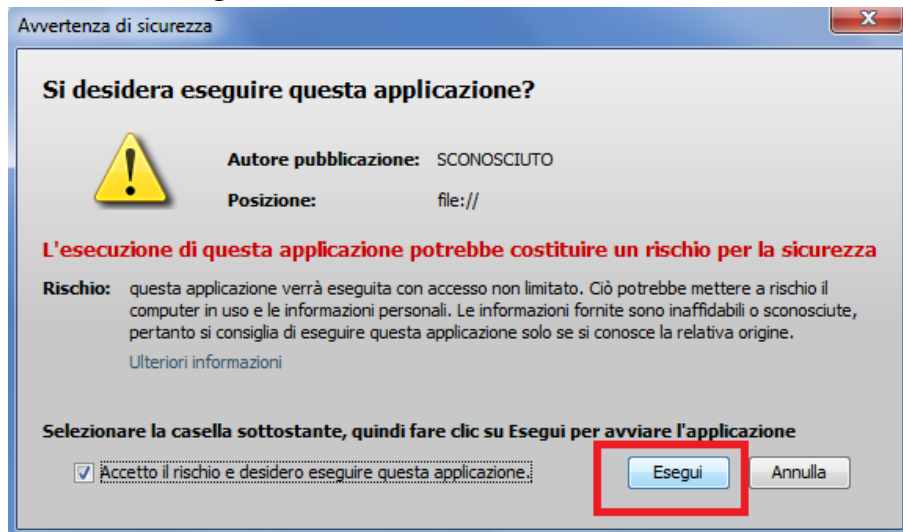 Avvertenza di sicurezza
Si desidera eseguire questa applicazione?
Autore pubblicazione: SCONOSCIUTO
Posizione: file://
L'esecuzione di questa applicazione potrebbe costituire un rischio per la sicurezza
Rischio: questa applicazione verrà eseguita con accesso non limitato. Ciò potrebbe mettere a rischio il
computer in uso e le informazioni personali. Le informazioni fornite sono inaffidabili o sconosciute,
pertanto si consiglia di eseguire questa applicazione solo se si conosce la relativa origine.
Ulteriori informazioni
Selezionare la casella sottostante, quindi fare clic su Esegui per avviare l'applicazione
Accetto il rischio e desidero eseguire questa applicazione. Esegui Annulla